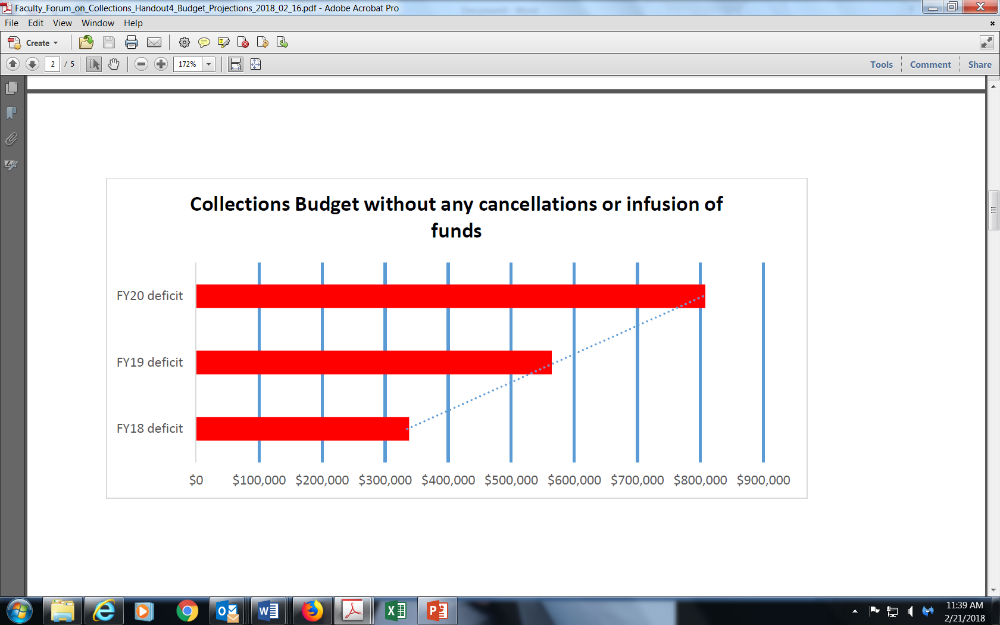 Faculty_Forum_on_Collections_Handout4_Budget_Projections_2018_02_16.pdf - Adobe Acrobat Pro
File Edit View Window Help
Create
2 / 5 172% Tools Comment Share
Collections Budget without any cancellations or infusion of
funds
FY20 deficit
FY19 deficit
FY18 deficit
$0 $100,000 $200,000 $300,000 $400,000 $500,000 $600,000 $700,000 $800,000 $900,000
11:39 AM
2/21/2018